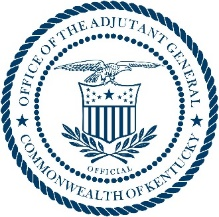 OFFICE OF THE ADJUTANT GENERAL
OFFICIAL
COMMONWEALTH OF KENTUCKY